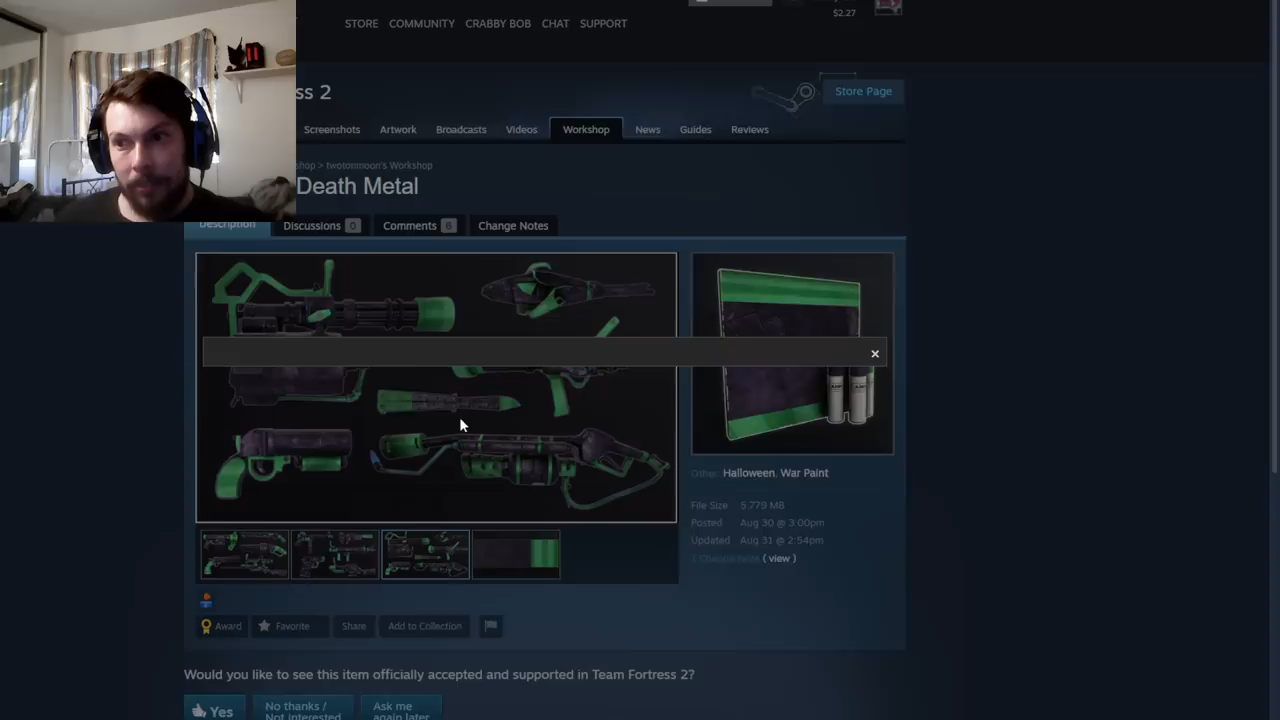 STORE COMMUNITY CRABBY BOB CHAT SUPPORT
$2.27
ss 2
Store Page
Screenshots Artwork Broadcasts Videos Workshop News Guides Reviews
shop > twotonmoon's Workshop
Death Metal
Description Discussions 0 Comments 6 Change Notes
×
Other: Halloween, War Paint
File Size 5.779 MB
Posted Aug 30 @ 3:00pm
Updated Aug 31 @ 2:54pm
( view )
Award Favorite Share Add to Collection
Would you like to see this item officially accepted and supported in Team Fortress 2?
Yes
No thanks /
Not interested
Ask me
again later